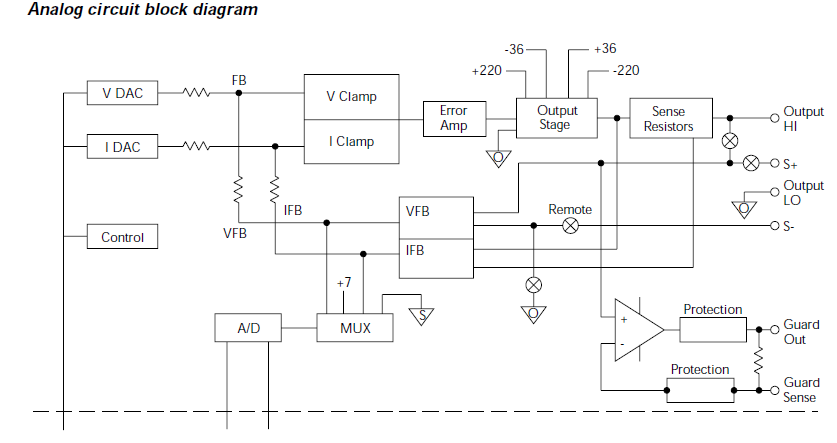 Analog circuit block diagram
-36
+36
+220
-220
FB
V DAC
V Clamp
Error
Amp
Output
Stage
Sense
Resistors
Output
HI
I DAC
I Clamp
O
S+
Output
LO
O
Remote
VFB
IFB
VFB
S-
Control
IFB
+7
S
O
A/D
MUX
+
-
Protection
Guard
Out
Protection
Guard
Sense